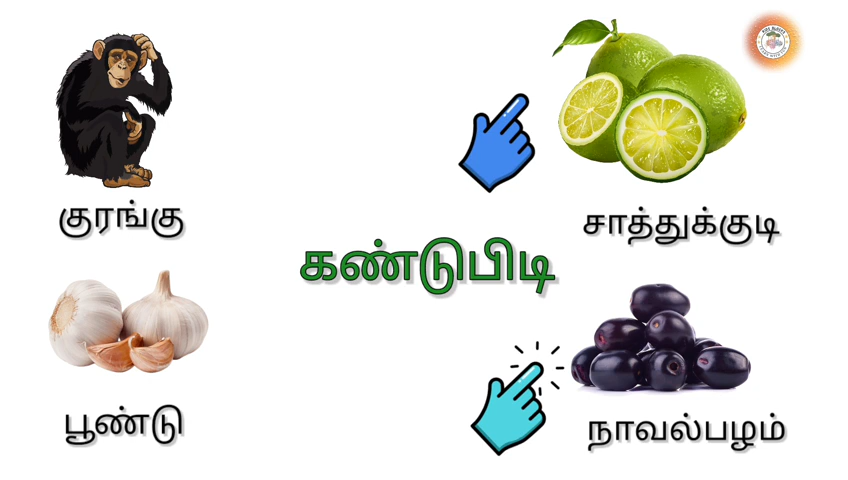 குரங்கு
சாத்துக்குடி
கண்டுபிடி
பூண்டு
நாவல்பழம்